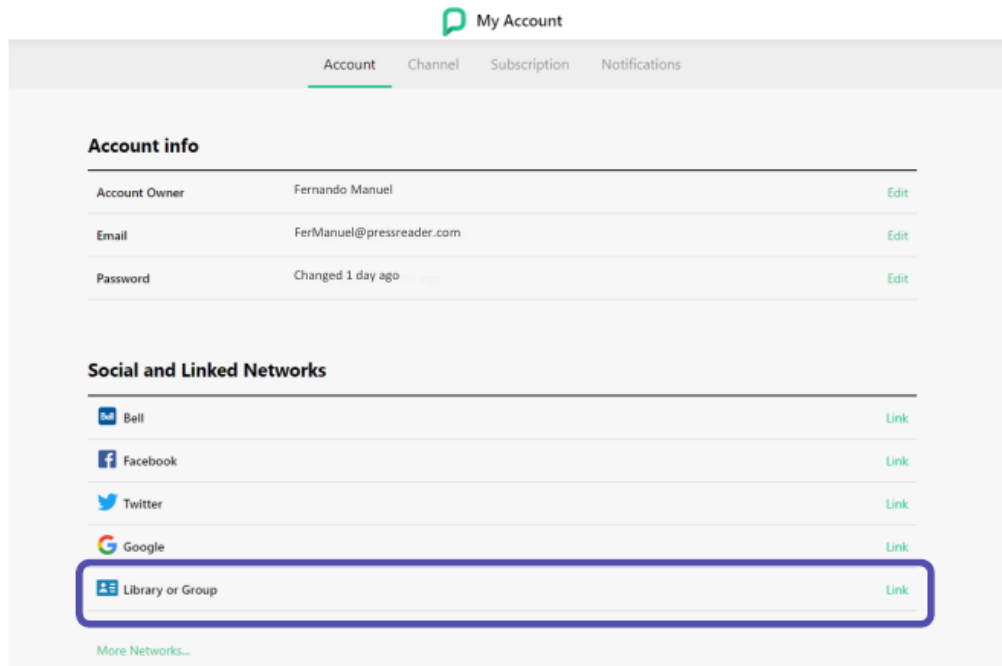 My Account
Account Channel Subscription Notifications
Account info
Account Owner Fernando Manuel Edit
Email FerManuel@pressreader.com Edit
Password Changed 1 day ago Edit
Social and Linked Networks
Bell Bell Link
Facebook Link
Twitter Link
Google Link
Library or Group Link
More Networks...